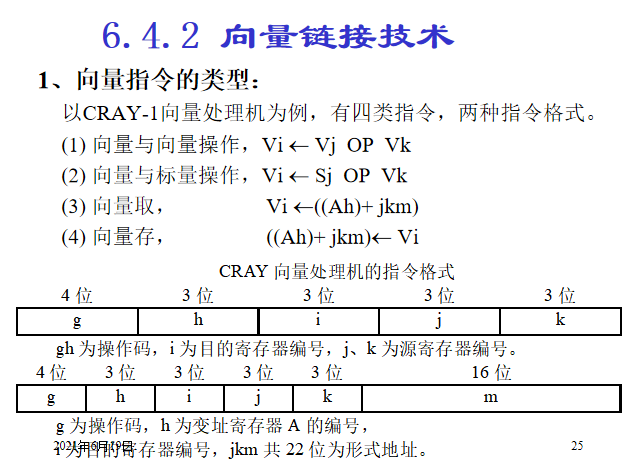 6.4.2 向量链接技术
1、向量指令的类型：
以CRAY-1向量处理机为例，有四类指令，两种指令格式。
(1) 向量与向量操作，Vi ← Vj OP Vk
(2) 向量与标量操作，Vi ← Sj OP Vk
(3) 向量取， Vi ←((Ah)+ jkm)
(4) 向量存， ((Ah)+ jkm)← Vi
CRAY 向量处理机的指令格式
4 位 3 位 3 位 3 位 3 位
g h i j k
gh 为操作码，i 为目的寄存器编号，j、k 为源寄存器编号。
4 位 3 位 3 位 3 位 3 位 16 位
g h i j k m
g 为操作码，h 为变址寄存器 A 的编号，
i 为目的寄存器编号，jkm 共 22 位为形式地址。
2021年6月19日
25